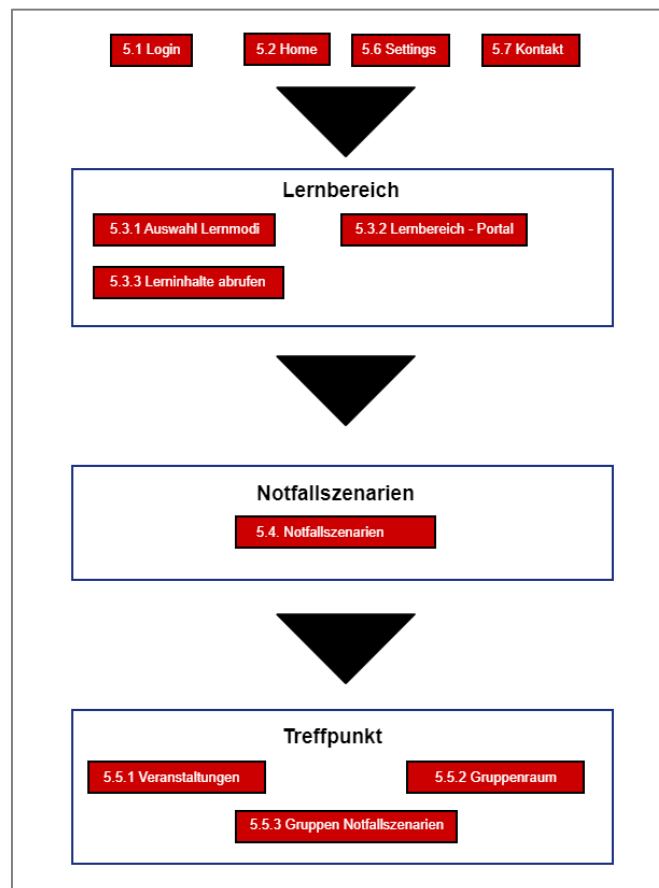 5.1 Login
5.2 Home
5.6 Settings
5.7 Kontakt
Lernbereich
5.3.1 Auswahl Lernmodi
5.3.2 Lernbereich - Portal
5.3.3 Lerninhalte abrufen
Notfallszenarien
5.4. Notfallszenarien
Treffpunkt
5.5.1 Veranstaltungen
5.5.2 Gruppenraum
5.5.3 Gruppen Notfallszenarien